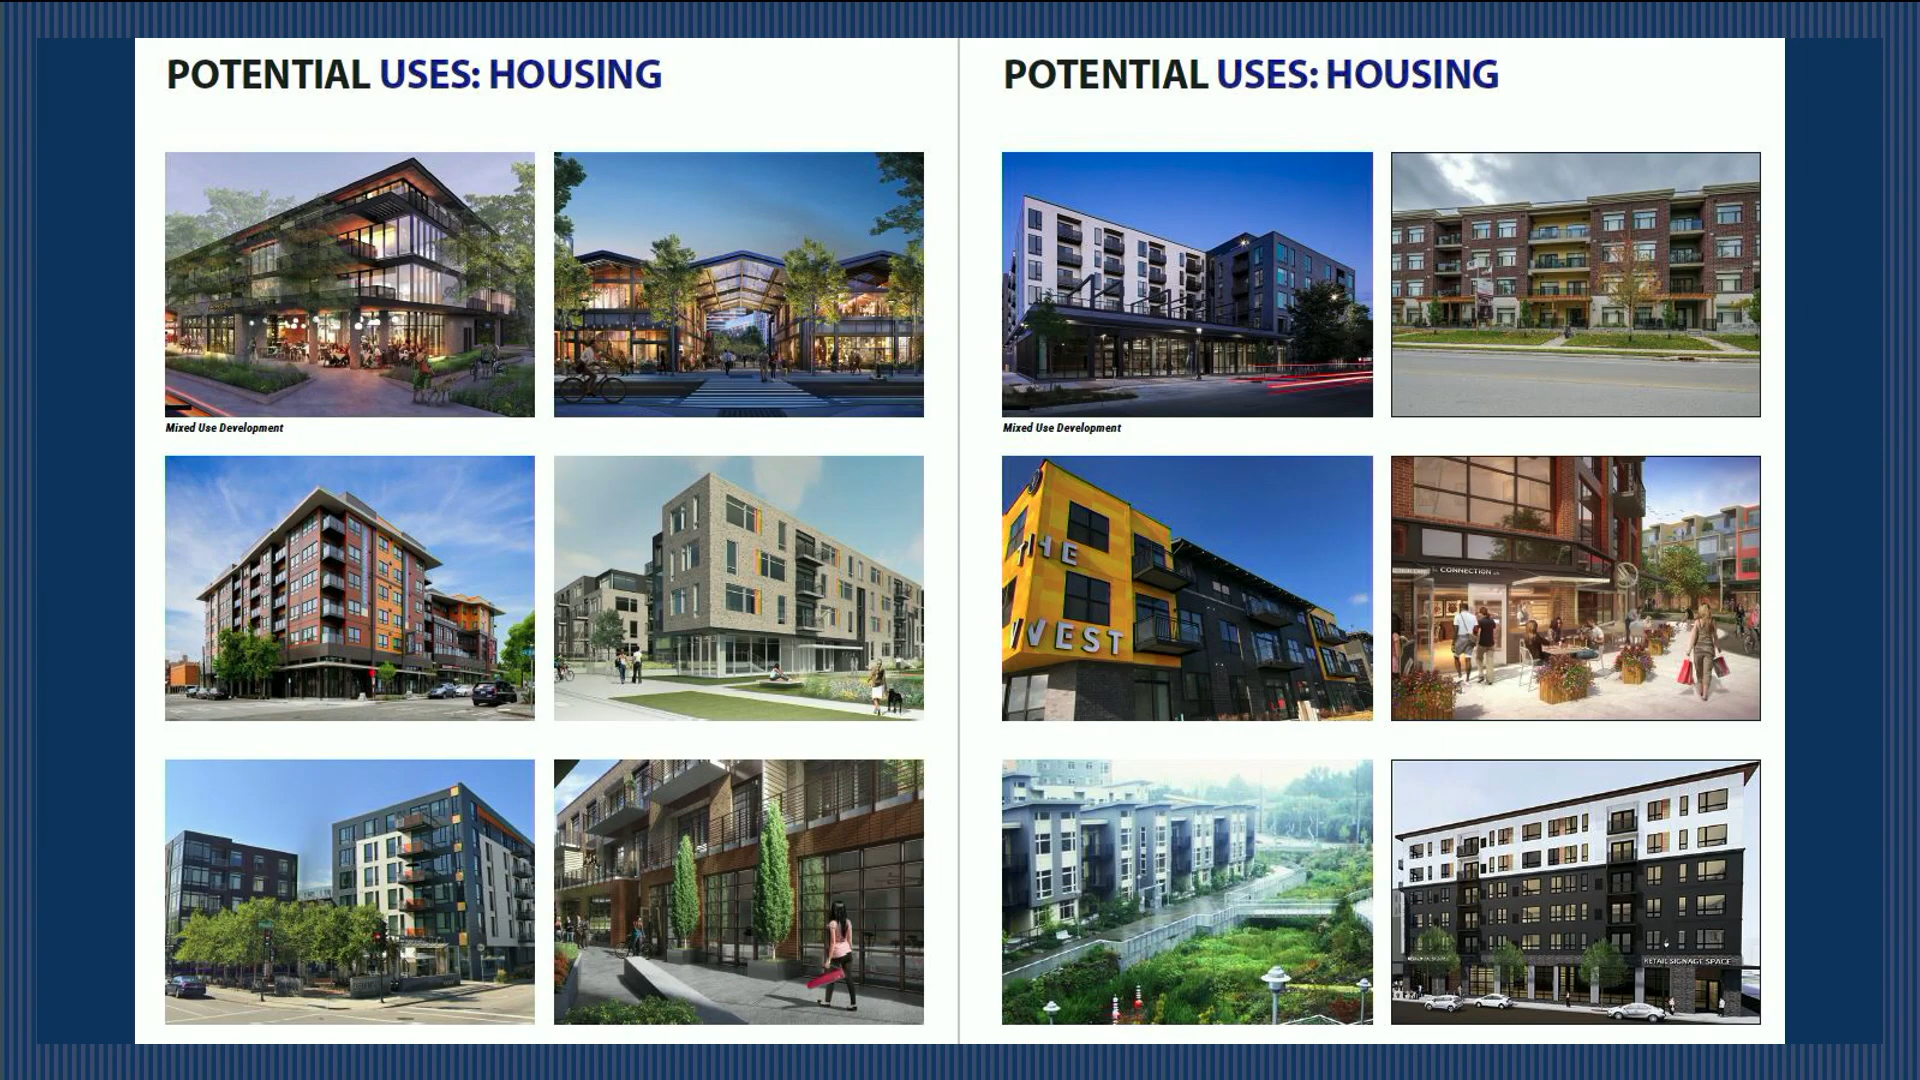 POTENTIAL USES: HOUSING
Mixed Use Development
POTENTIAL USES: HOUSING
Mixed Use Development
THE
WEST
CONNECTION
RETAIL SIGNAGE SPACE